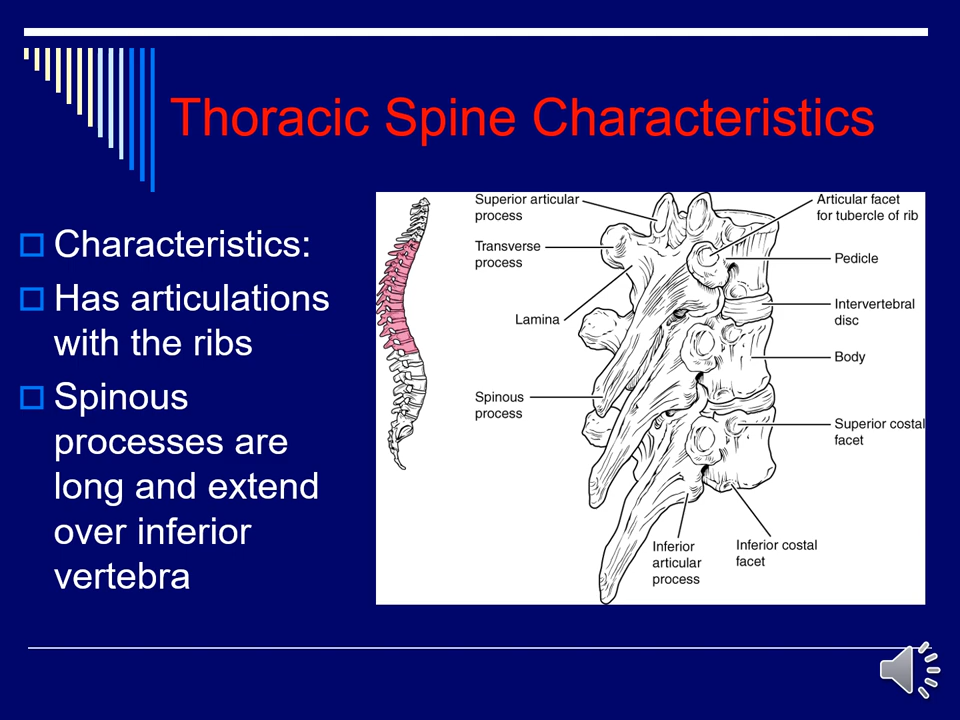 Thoracic Spine Characteristics
Characteristics:
Has articulations
with the ribs
Spinous
processes are
long and extend
over inferior
vertebra
Superior articular
process
Transverse
process
Lamina
Spinous
process
Articular facet
for tubercle of rib
Pedicle
Intervertebral
disc
Body
Superior costal
facet
Inferior
articular
process
Inferior costal
facet